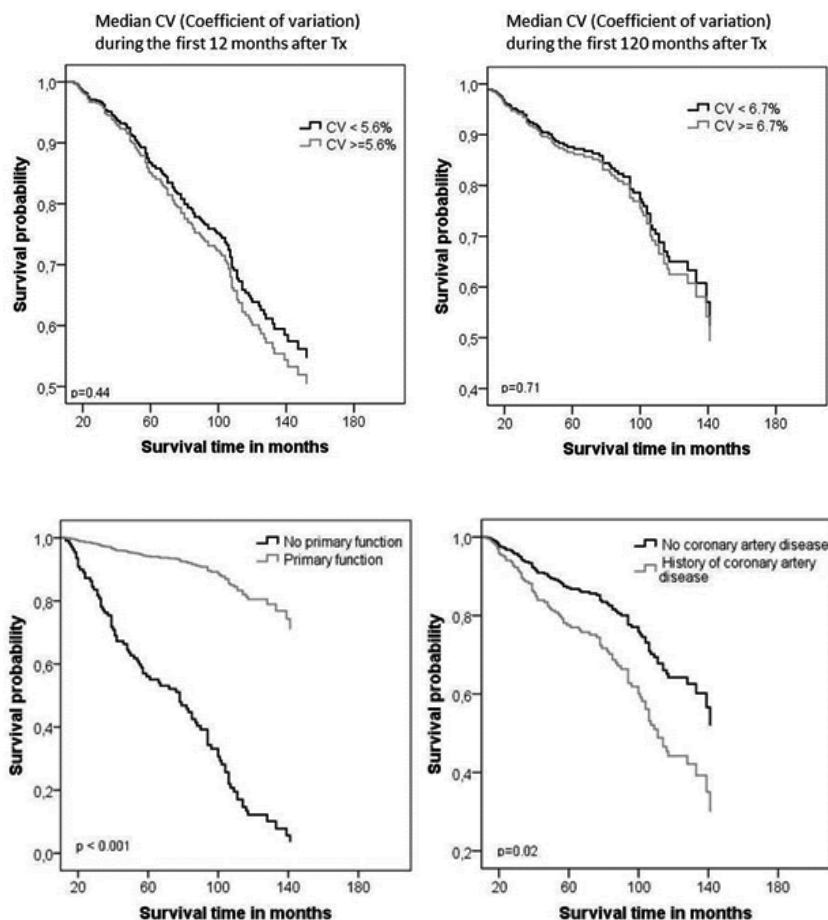 Median CV (Coefficient of variation)
during the first 12 months after Tx
1,0
0,9
0,8
0,7
0,6
0,5
Survival probability
CV < 5.6%
CV >=5.6%
p=0.44
20 60 100 140 180
Survival time in months
Median CV (Coefficient of variation)
during the first 120 months after Tx
1,0
0,9
0,8
0,7
0,6
0,5
0,4
Survival probability
CV < 6.7%
CV >= 6.7%
p=0.71
20 60 100 140 180
Survival time in months
1,0
0,8
0,6
0,4
0,2
0,0
Survival probability
No primary function
Primary function
p < 0.001
20 60 100 140 180
Survival time in months
1,0
0,8
0,6
0,4
0,2
Survival probability
No coronary artery disease
History of coronary artery
disease
p=0.02
20 60 100 140 180
Survival time in months